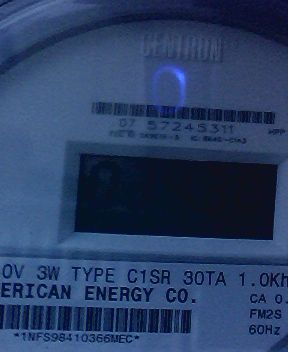 CENTRON
07 57245311
0V 3W TYPE C1SR 30TA 1.0Kh
ERICAN ENERGY CO.
CA 0.
FM2S
60Hz
*1NFS98410366MEC*